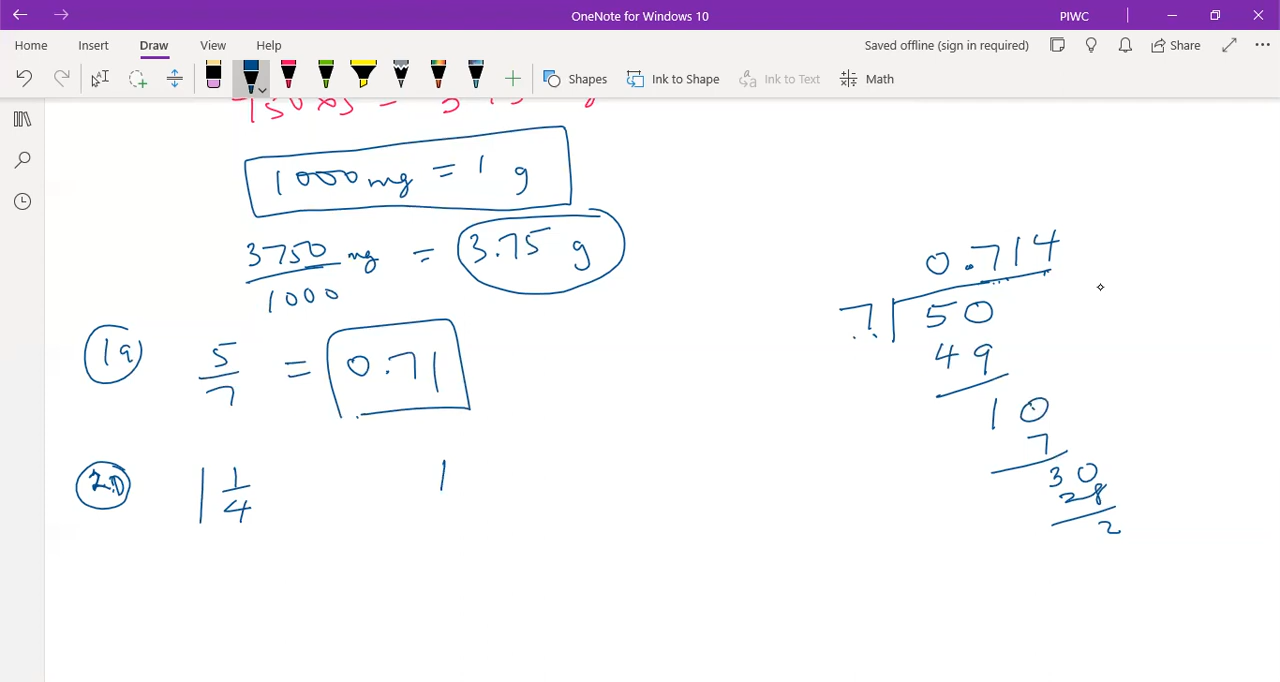 OneNote for Windows 10
PIWC
Home Insert Draw View Help
Saved offline (sign in required)
Share
Shapes
Ink to Shape
Ink to Text
Math
1000 mg = 1 g
3750/1000 mg = 3.75 g
19 5/7 = 0.71
20 1 1/4 1
0.714
7 50
49
10
7
30
28
2